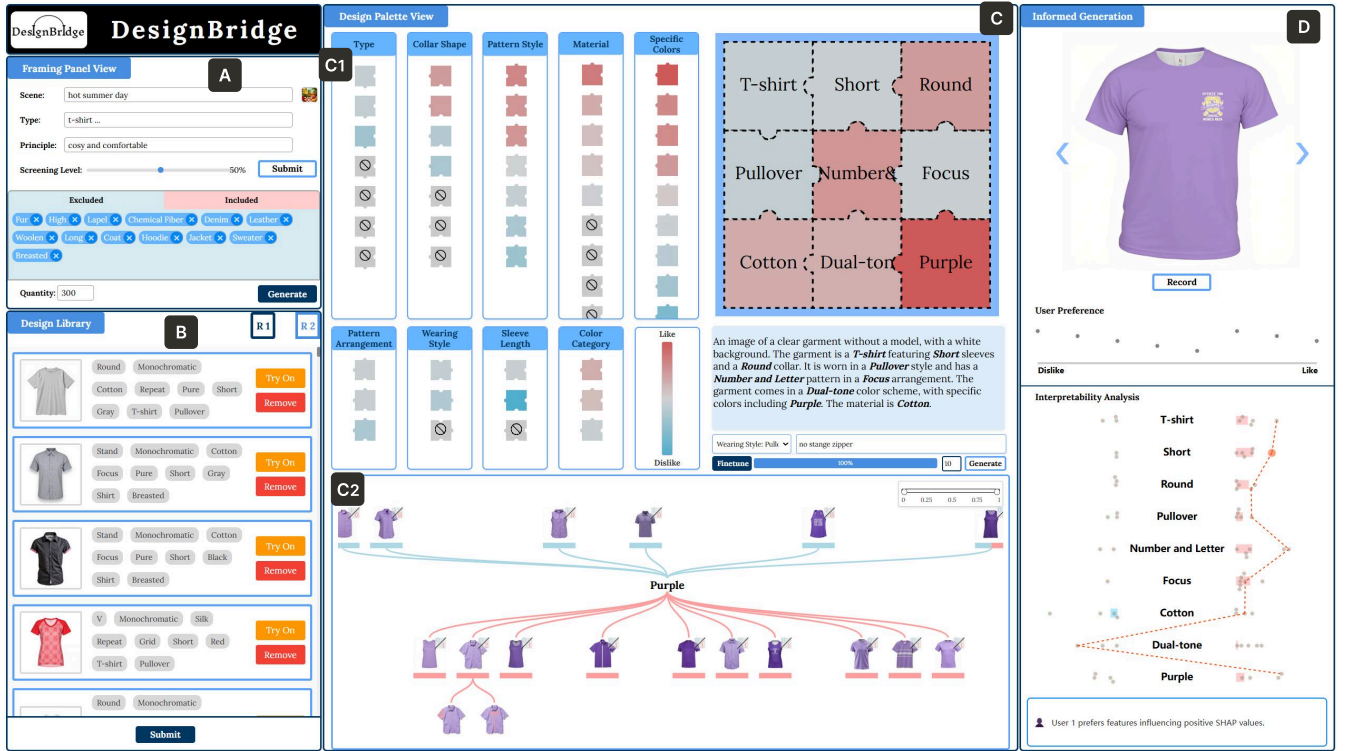 DesIgnBrIdge
DesignBridge
Framing Panel View
A
Scene:
hot summer day
Type:
t-shirt ...
Principle:
cosy and comfortable
Screening Level:
50%
Submit
Excluded
Included
Fur
High
Lapel
Chemical Fiber
Denim
Leather
Woolen
Long
Coat
Hoodie
Jacket
Sweater
Breasted
Quantity:
300
Generate
Design Library
B
R 1
R 2
Round
Monochromatic
Cotton
Repeat
Pure
Short
Gray
T-shirt
Pullover
Try On
Remove
Stand
Monochromatic
Cotton
Focus
Pure
Short
Gray
Shirt
Breasted
Try On
Remove
Stand
Monochromatic
Cotton
Focus
Pure
Short
Black
Shirt
Breasted
Try On
Remove
V
Monochromatic
Silk
Repeat
Grid
Short
Red
T-shirt
Pullover
Try On
Remove
Round
Monochromatic
Submit
Design Palette View
C
C1
Type
Collar Shape
Pattern Style
Material
Specific
Colors
Pattern
Arrangement
Wearing
Style
Sleeve
Length
Color
Category
Like
Dislike
T-shirt
Short
Round
Pullover
Number&
Focus
Cotton
Dual-ton
Purple
An image of a clear garment without a model, with a white
background. The garment is a T-shirt featuring Short sleeves
and a Round collar. It is worn in a Pullover style and has a
Number and Letter pattern in a Focus arrangement. The
garment comes in a Dual-tone color scheme, with specific
colors including Purple. The material is Cotton.
Wearing Style: Pull
no stange zipper
Finetune
100%
10
Generate
C2
0
0.25
0.5
0.75
1
Purple
Informed Generation
D
Record
User Preference
Dislike
Like
Interpretability Analysis
T-shirt
Short
Round
Pullover
Number and Letter
Focus
Cotton
Dual-tone
Purple
User 1 prefers features influencing positive SHAP values.